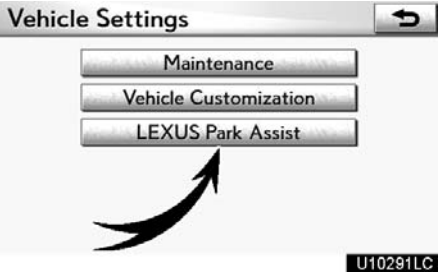 Vehicle Settings
Maintenance
Vehicle Customization
LEXUS Park Assist
U10291LC